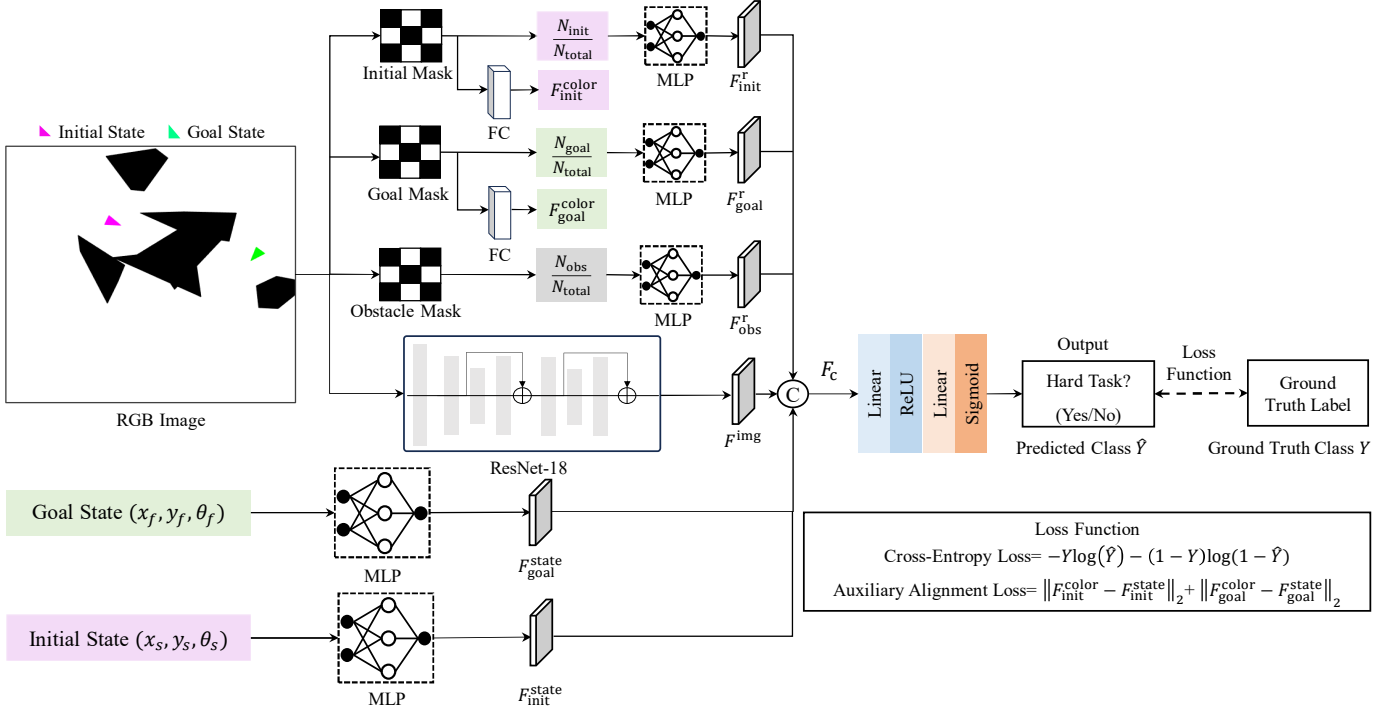 Initial State
Goal State
RGB Image
Initial Mask
N_init / N_total
MLP
F_init^r
FC
F_init^color
Goal Mask
N_goal / N_total
MLP
F_goal^r
FC
F_goal^color
Obstacle Mask
N_obs / N_total
MLP
F_obs^r
ResNet-18
F^img
C
F_c
Linear
ReLU
Linear
Sigmoid
Output
Hard Task?
(Yes/No)
Predicted Class Ŷ
Loss
Function
Ground
Truth Label
Ground Truth Class Y
Goal State (x_f, y_f, θ_f)
MLP
F_goal^state
Initial State (x_s, y_s, θ_s)
MLP
F_init^state
Loss Function
Cross-Entropy Loss= −Ylog(Ŷ) − (1 − Y)log(1 − Ŷ)
Auxiliary Alignment Loss= ‖F_init^color − F_init^state‖_2 + ‖F_goal^color − F_goal^state‖_2